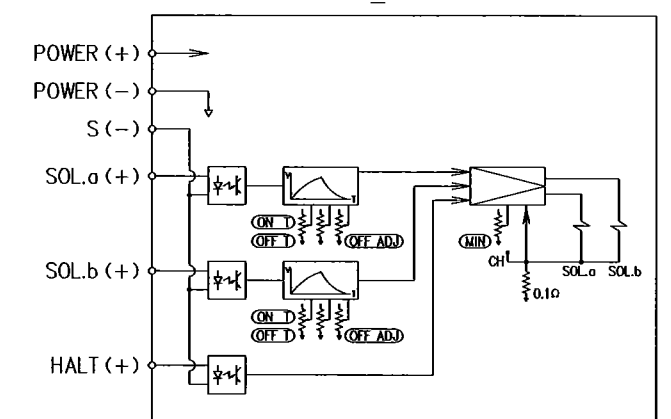 POWER(+)
POWER(-)
S(-)
SOL.a(+)
V
T
ON T
OFF T
OFF ADJ
MIN
CH
SOL.a
SOL.b
0.1Ω
SOL.b(+)
V
T
ON T
OFF T
OFF ADJ
HALT(+)